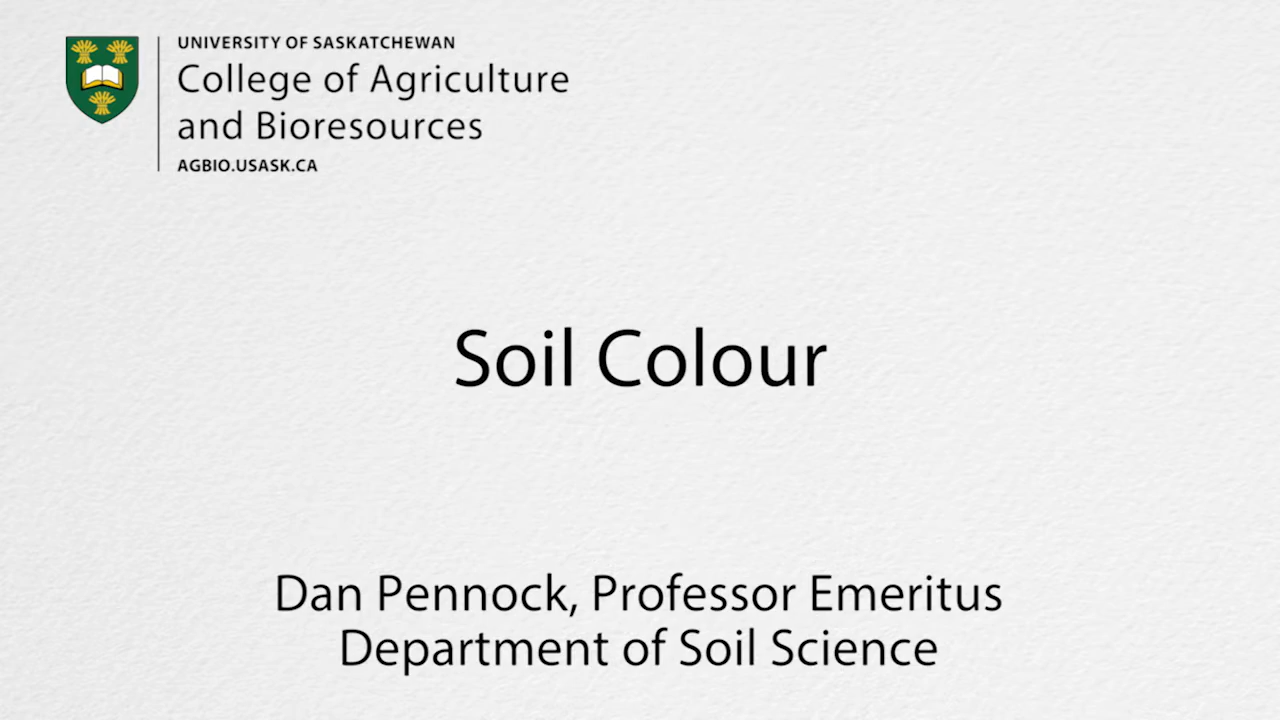 UNIVERSITY OF SASKATCHEWAN
College of Agriculture
and Bioresources
AGBIO.USASK.CA
Soil Colour
Dan Pennock, Professor Emeritus
Department of Soil Science